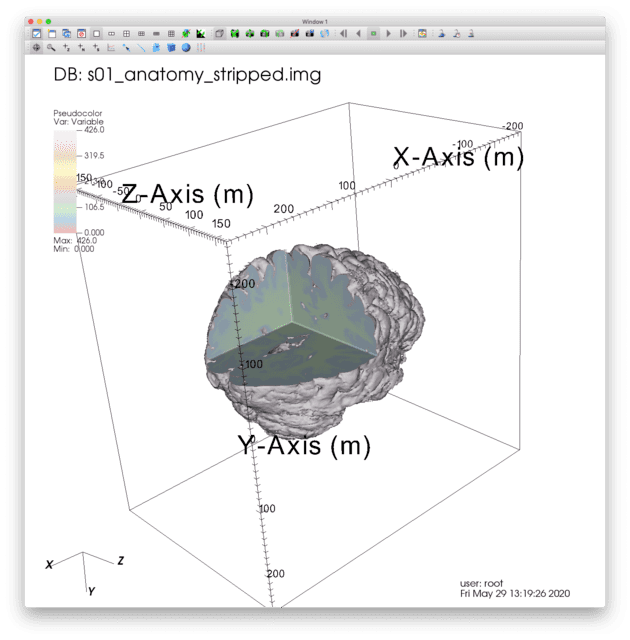 Window 1
DB: s01_anatomy_stripped.img
Pseudocolor
Var: Variable
426.0
319.5
106.5
0.000
Max: 426.0
Min: 0.000
-200
-100
X-Axis (m)
0
100
200
150
-100
-50
0
Z-Axis (m)
50
100
150
-200
-100
0
Y-Axis (m)
100
200
X
Z
Y
user: root
Fri May 29 13:19:26 2020